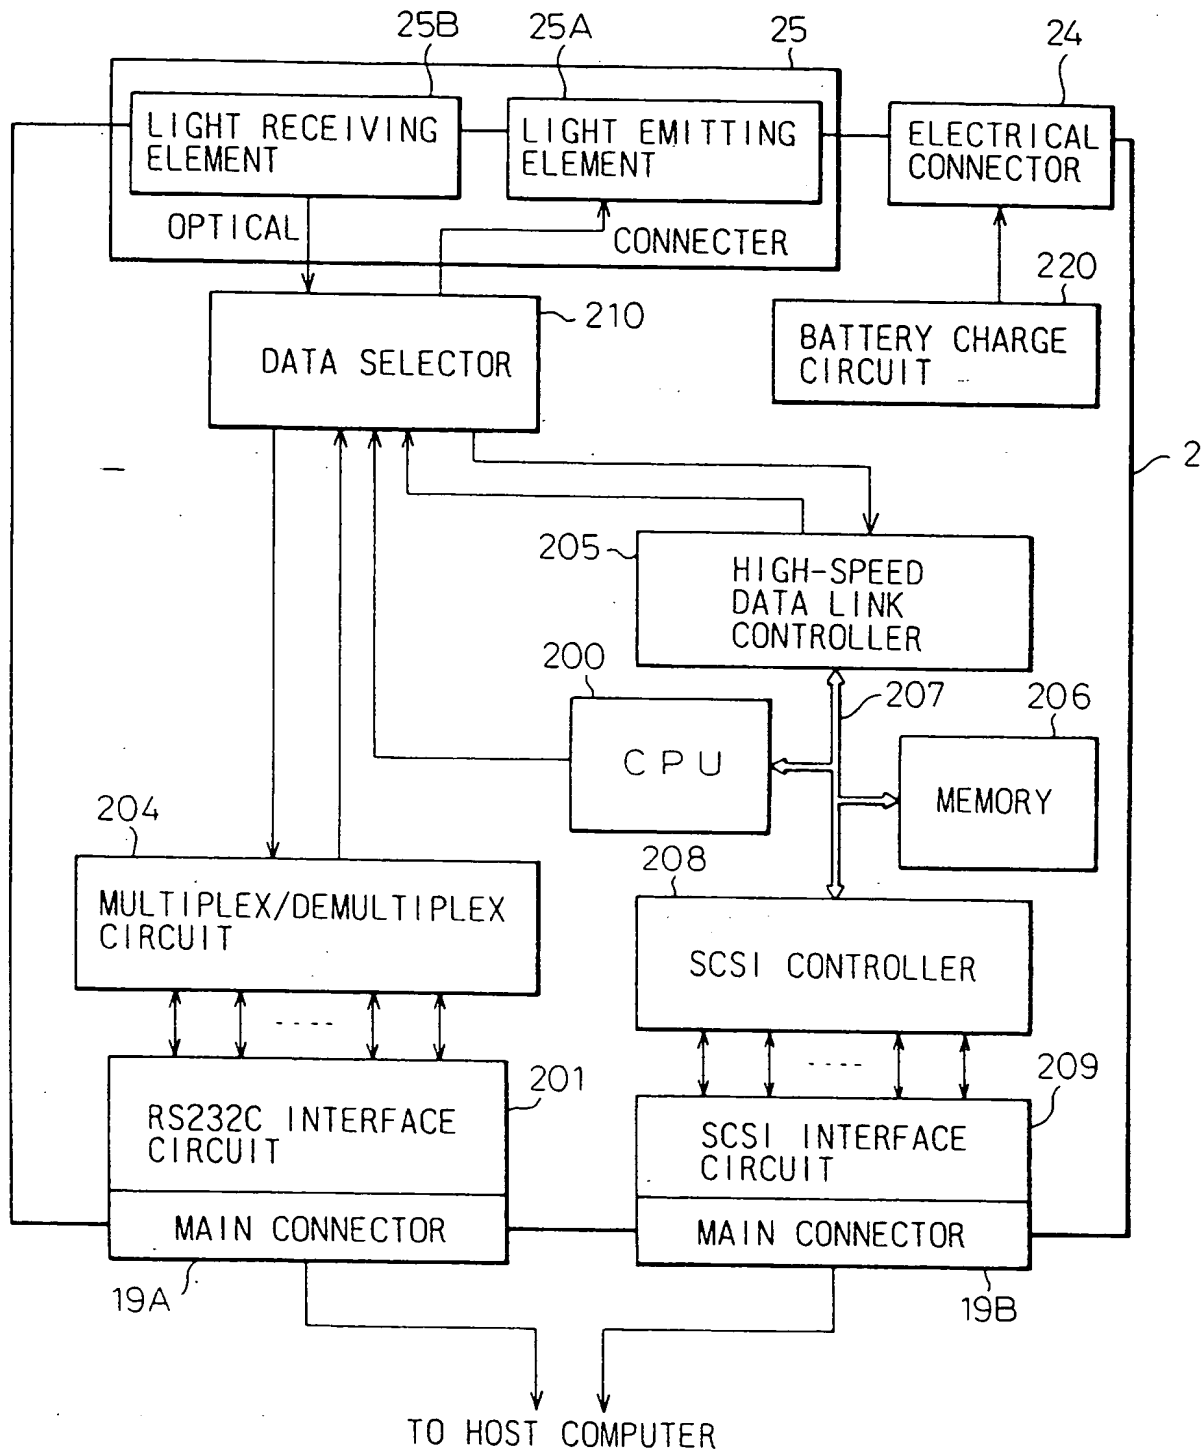 25B
25A
25
24
LIGHT RECEIVING
ELEMENT
LIGHT EMITTING
ELEMENT
ELECTRICAL
CONNECTOR
OPTICAL
CONNECTER
210
220
DATA SELECTOR
BATTERY CHARGE
CIRCUIT
2
205
HIGH-SPEED
DATA LINK
CONTROLLER
200
207
206
CPU
MEMORY
204
208
MULTIPLEX/DEMULTIPLEX
CIRCUIT
SCSI CONTROLLER
201
209
RS232C INTERFACE
CIRCUIT
SCSI INTERFACE
CIRCUIT
MAIN CONNECTOR
MAIN CONNECTOR
19A
19B
TO HOST COMPUTER